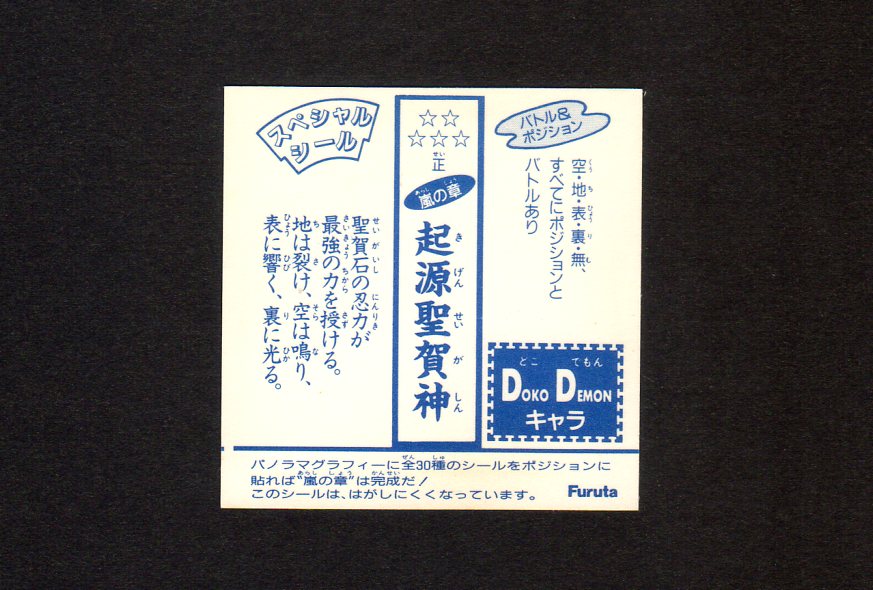 バトル&
ポジション
空・地・表・裏・無、
すべてにポジションと
バトルあり
どこ でもん
DOKO DEMON
キャラ
☆☆
☆☆☆
正
嵐の章
起源聖賀神
スペシャル
シール
聖賀石の忍力が
最強の力を授ける。
地は裂け、空は鳴り、
表に響く、裏に光る。
パノラマグラフィーに全30種のシールをポジションに
貼れば"嵐の章"は完成だ!
このシールは、はがしにくくなっています。
Furuta